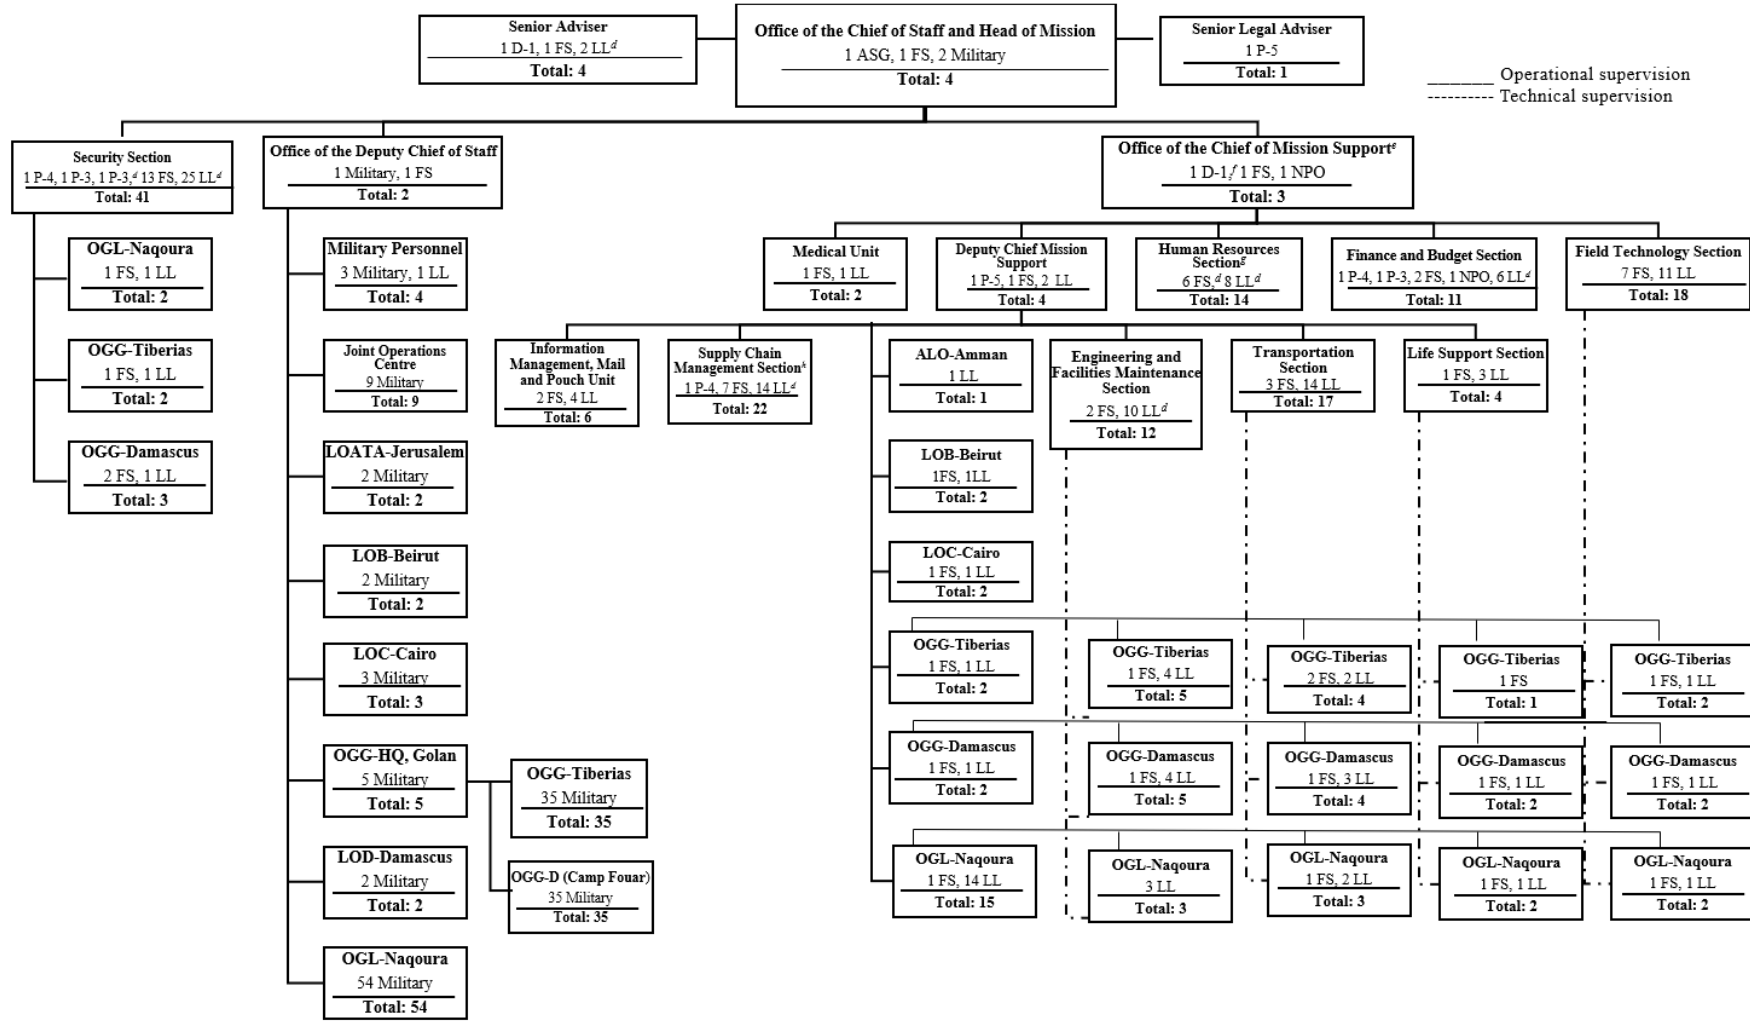 Senior Adviser
1 D-1, 1 FS, 2 LLᵈ
Total: 4
Office of the Chief of Staff and Head of Mission
1 ASG, 1 FS, 2 Military
Total: 4
Senior Legal Adviser
1 P-5
Total: 1
______ Operational supervision
---------- Technical supervision
Security Section
1 P-4, 1 P-3, 1 P-3,ᵈ 13 FS, 25 LLᵈ
Total: 41
Office of the Deputy Chief of Staff
1 Military, 1 FS
Total: 2
Office of the Chief of Mission Supportᵉ
1 D-1,ᶠ 1 FS, 1 NPO
Total: 3
OGL-Naqoura
1 FS, 1 LL
Total: 2
OGG-Tiberias
1 FS, 1 LL
Total: 2
OGG-Damascus
2 FS, 1 LL
Total: 3
Military Personnel
3 Military, 1 LL
Total: 4
Joint Operations
Centre
9 Military
Total: 9
LOATA-Jerusalem
2 Military
Total: 2
LOB-Beirut
2 Military
Total: 2
LOC-Cairo
3 Military
Total: 3
OGG-HQ, Golan
5 Military
Total: 5
OGG-Tiberias
35 Military
Total: 35
OGG-D (Camp Fouar)
35 Military
Total: 35
LOD-Damascus
2 Military
Total: 2
OGL-Naqoura
54 Military
Total: 54
Medical Unit
1 FS, 1 LL
Total: 2
Deputy Chief Mission
Support
1 P-5, 1 FS, 2 LL
Total: 4
Human Resources
Sectionᵍ
6 FS,ᵈ 8 LLᵈ
Total: 14
Finance and Budget Section
1 P-4, 1 P-3, 2 FS, 1 NPO, 6 LLᵈ
Total: 11
Field Technology Section
7 FS, 11 LL
Total: 18
Information
Management, Mail
and Pouch Unit
2 FS, 4 LL
Total: 6
Supply Chain
Management Sectionʰ
1 P-4, 7 FS, 14 LLᵈ
Total: 22
ALO-Amman
1 LL
Total: 1
Engineering and
Facilities Maintenance
Section
2 FS, 10 LLᵈ
Total: 12
Transportation
Section
3 FS, 14 LL
Total: 17
Life Support Section
1 FS, 3 LL
Total: 4
LOB-Beirut
1FS, 1LL
Total: 2
LOC-Cairo
1 FS, 1 LL
Total: 2
OGG-Tiberias
1 FS, 1 LL
Total: 2
OGG-Tiberias
1 FS, 4 LL
Total: 5
OGG-Tiberias
2 FS, 2 LL
Total: 4
OGG-Tiberias
1 FS
Total: 1
OGG-Tiberias
1 FS, 1 LL
Total: 2
OGG-Damascus
1 FS, 1 LL
Total: 2
OGG-Damascus
1 FS, 4 LL
Total: 5
OGG-Damascus
1 FS, 3 LL
Total: 4
OGG-Damascus
1 FS, 1 LL
Total: 2
OGG-Damascus
1 FS, 1 LL
Total: 2
OGL-Naqoura
1 FS, 14 LL
Total: 15
OGL-Naqoura
3 LL
Total: 3
OGL-Naqoura
1 FS, 2 LL
Total: 3
OGL-Naqoura
1 FS, 1 LL
Total: 2
OGL-Naqoura
1 FS, 1 LL
Total: 2